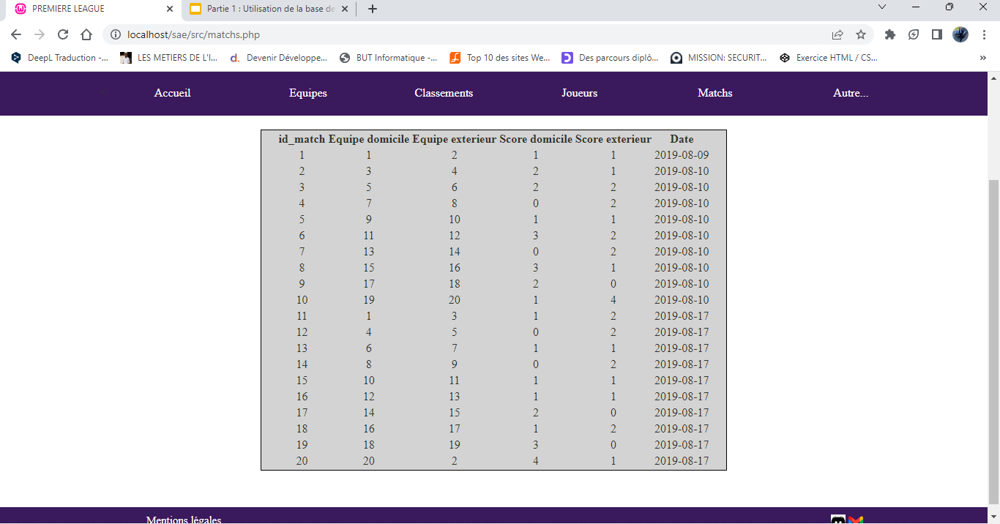 PREMIERE LEAGUE
Partie 1 : Utilisation de la base de
localhost/sae/src/matchs.php
DeepL Traduction -... LES METIERS DE L'I... Devenir Développe... BUT Informatique -... Top 10 des sites We... Des parcours diplô... MISSION: SECURIT... Exercice HTML / CS... »
Accueil Equipes Classements Joueurs Matchs Autre...
id_match Equipe domicile Equipe exterieur Score domicile Score exterieur Date
1 1 2 1 1 2019-08-09
2 3 4 2 1 2019-08-10
3 5 6 2 2 2019-08-10
4 7 8 0 2 2019-08-10
5 9 10 1 1 2019-08-10
6 11 12 3 2 2019-08-10
7 13 14 0 2 2019-08-10
8 15 16 3 1 2019-08-10
9 17 18 2 0 2019-08-10
10 19 20 1 4 2019-08-10
11 1 3 1 2 2019-08-17
12 4 5 0 2 2019-08-17
13 6 7 1 1 2019-08-17
14 8 9 0 2 2019-08-17
15 10 11 1 1 2019-08-17
16 12 13 1 1 2019-08-17
17 14 15 2 0 2019-08-17
18 16 17 1 2 2019-08-17
19 18 19 3 0 2019-08-17
20 20 2 4 1 2019-08-17
Mentions légales